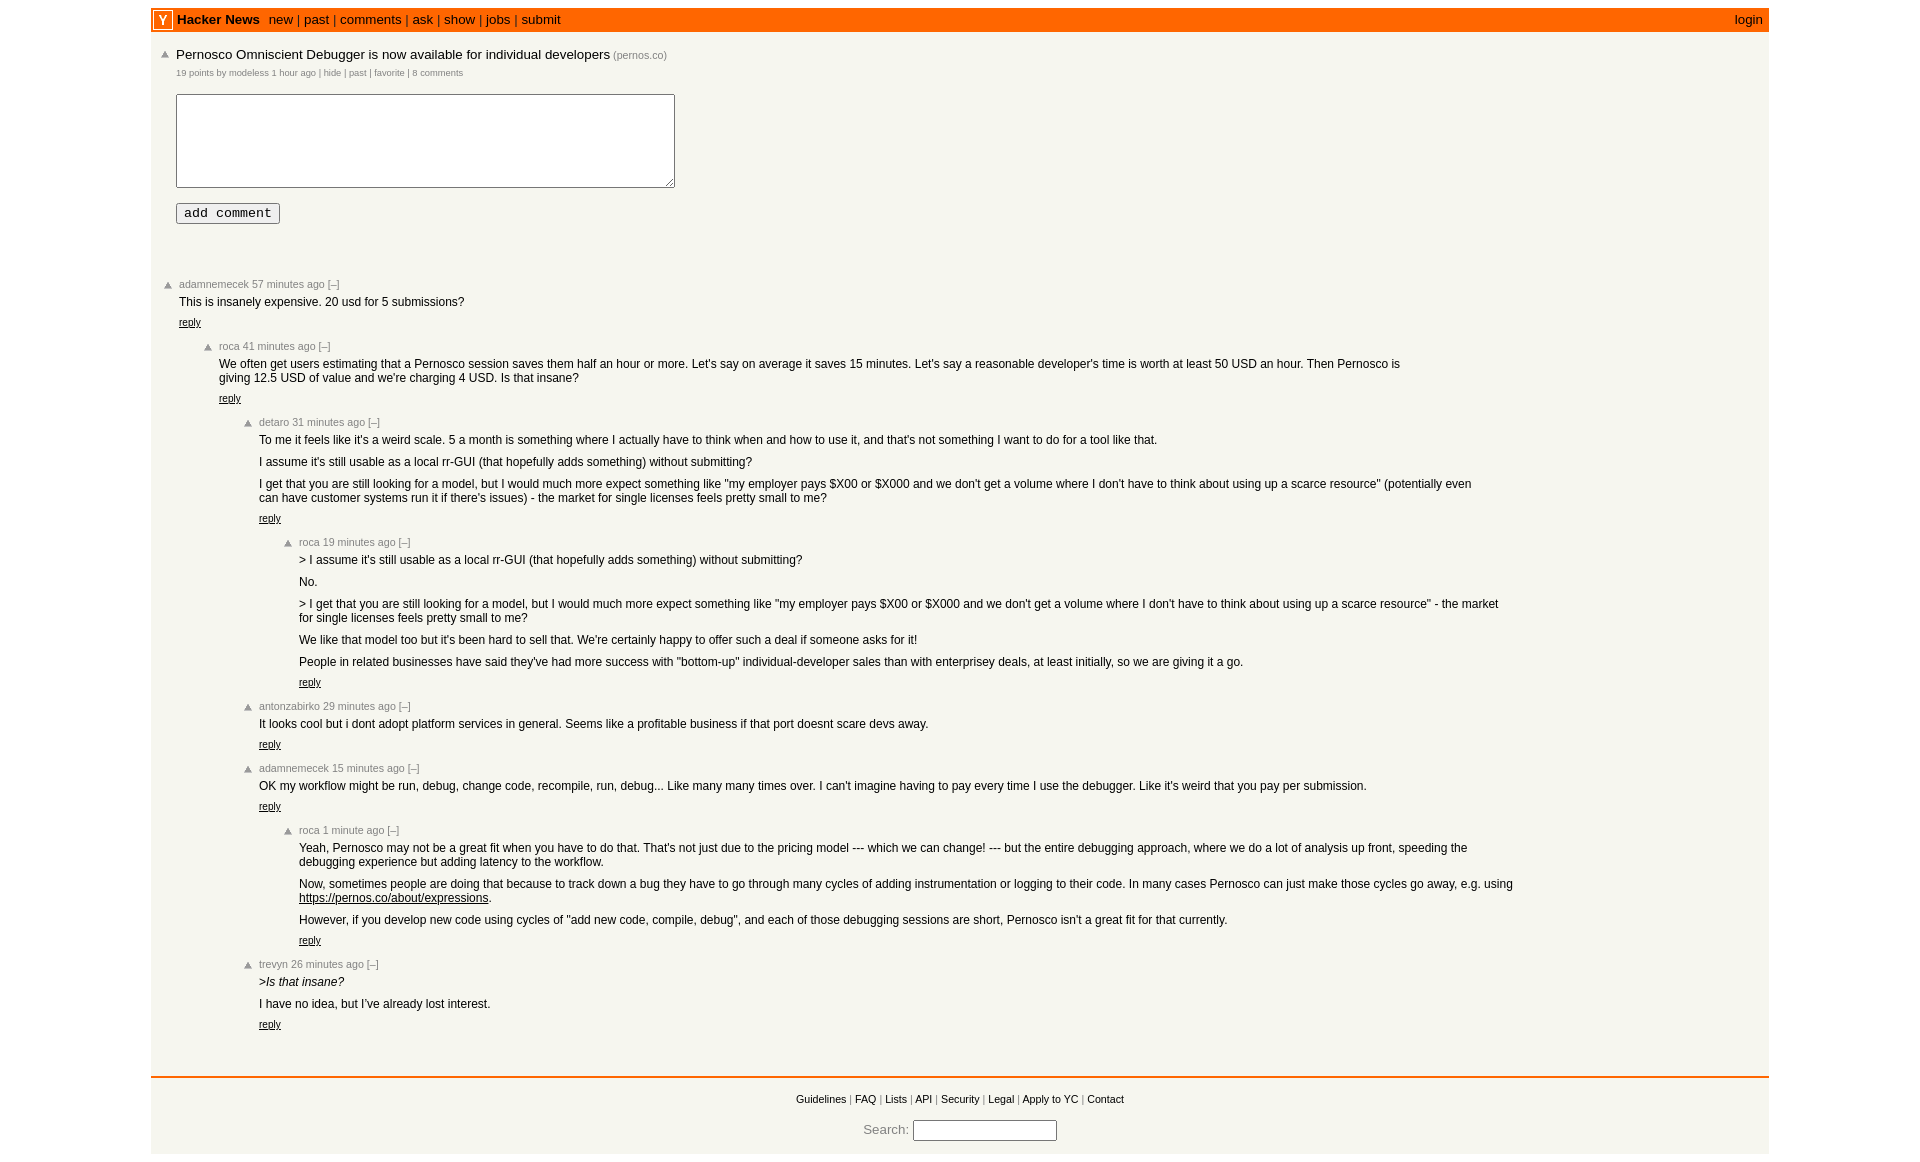 Y Hacker News new | past | comments | ask | show | jobs | submit login
Pernosco Omniscient Debugger is now available for individual developers (pernos.co)
19 points by modeless 1 hour ago | hide | past | favorite | 8 comments
add comment
adamnemecek 57 minutes ago [–]
This is insanely expensive. 20 usd for 5 submissions?
reply
roca 41 minutes ago [–]
We often get users estimating that a Pernosco session saves them half an hour or more. Let's say on average it saves 15 minutes. Let's say a reasonable developer's time is worth at least 50 USD an hour. Then Pernosco is
giving 12.5 USD of value and we're charging 4 USD. Is that insane?
reply
detaro 31 minutes ago [–]
To me it feels like it's a weird scale. 5 a month is something where I actually have to think when and how to use it, and that's not something I want to do for a tool like that.
I assume it's still usable as a local rr-GUI (that hopefully adds something) without submitting?
I get that you are still looking for a model, but I would much more expect something like "my employer pays $X00 or $X000 and we don't get a volume where I don't have to think about using up a scarce resource" (potentially even
can have customer systems run it if there's issues) - the market for single licenses feels pretty small to me?
reply
roca 19 minutes ago [–]
> I assume it's still usable as a local rr-GUI (that hopefully adds something) without submitting?
No.
> I get that you are still looking for a model, but I would much more expect something like "my employer pays $X00 or $X000 and we don't get a volume where I don't have to think about using up a scarce resource" - the market
for single licenses feels pretty small to me?
We like that model too but it's been hard to sell that. We're certainly happy to offer such a deal if someone asks for it!
People in related businesses have said they've had more success with "bottom-up" individual-developer sales than with enterprisey deals, at least initially, so we are giving it a go.
reply
antonzabirko 29 minutes ago [–]
It looks cool but i dont adopt platform services in general. Seems like a profitable business if that port doesnt scare devs away.
reply
adamnemecek 15 minutes ago [–]
OK my workflow might be run, debug, change code, recompile, run, debug... Like many many times over. I can't imagine having to pay every time I use the debugger. Like it's weird that you pay per submission.
reply
roca 1 minute ago [–]
Yeah, Pernosco may not be a great fit when you have to do that. That's not just due to the pricing model --- which we can change! --- but the entire debugging approach, where we do a lot of analysis up front, speeding the
debugging experience but adding latency to the workflow.
Now, sometimes people are doing that because to track down a bug they have to go through many cycles of adding instrumentation or logging to their code. In many cases Pernosco can just make those cycles go away, e.g. using
https://pernos.co/about/expressions.
However, if you develop new code using cycles of "add new code, compile, debug", and each of those debugging sessions are short, Pernosco isn't a great fit for that currently.
reply
trevyn 26 minutes ago [–]
>Is that insane?
I have no idea, but I’ve already lost interest.
reply
Guidelines | FAQ | Lists | API | Security | Legal | Apply to YC | Contact
Search: